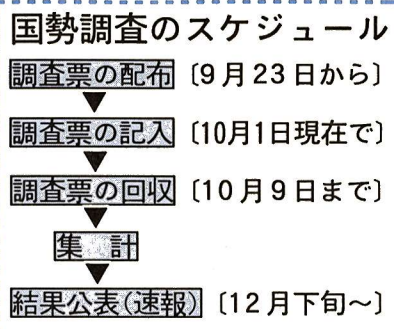 国勢調査のスケジュール
調査票の配布〔9月23日から〕
▼
調査票の記入〔10月1日現在で〕
▼
調査票の回収〔10月9日まで〕
▼
集計
▼
結果公表(速報)〔12月下旬~〕